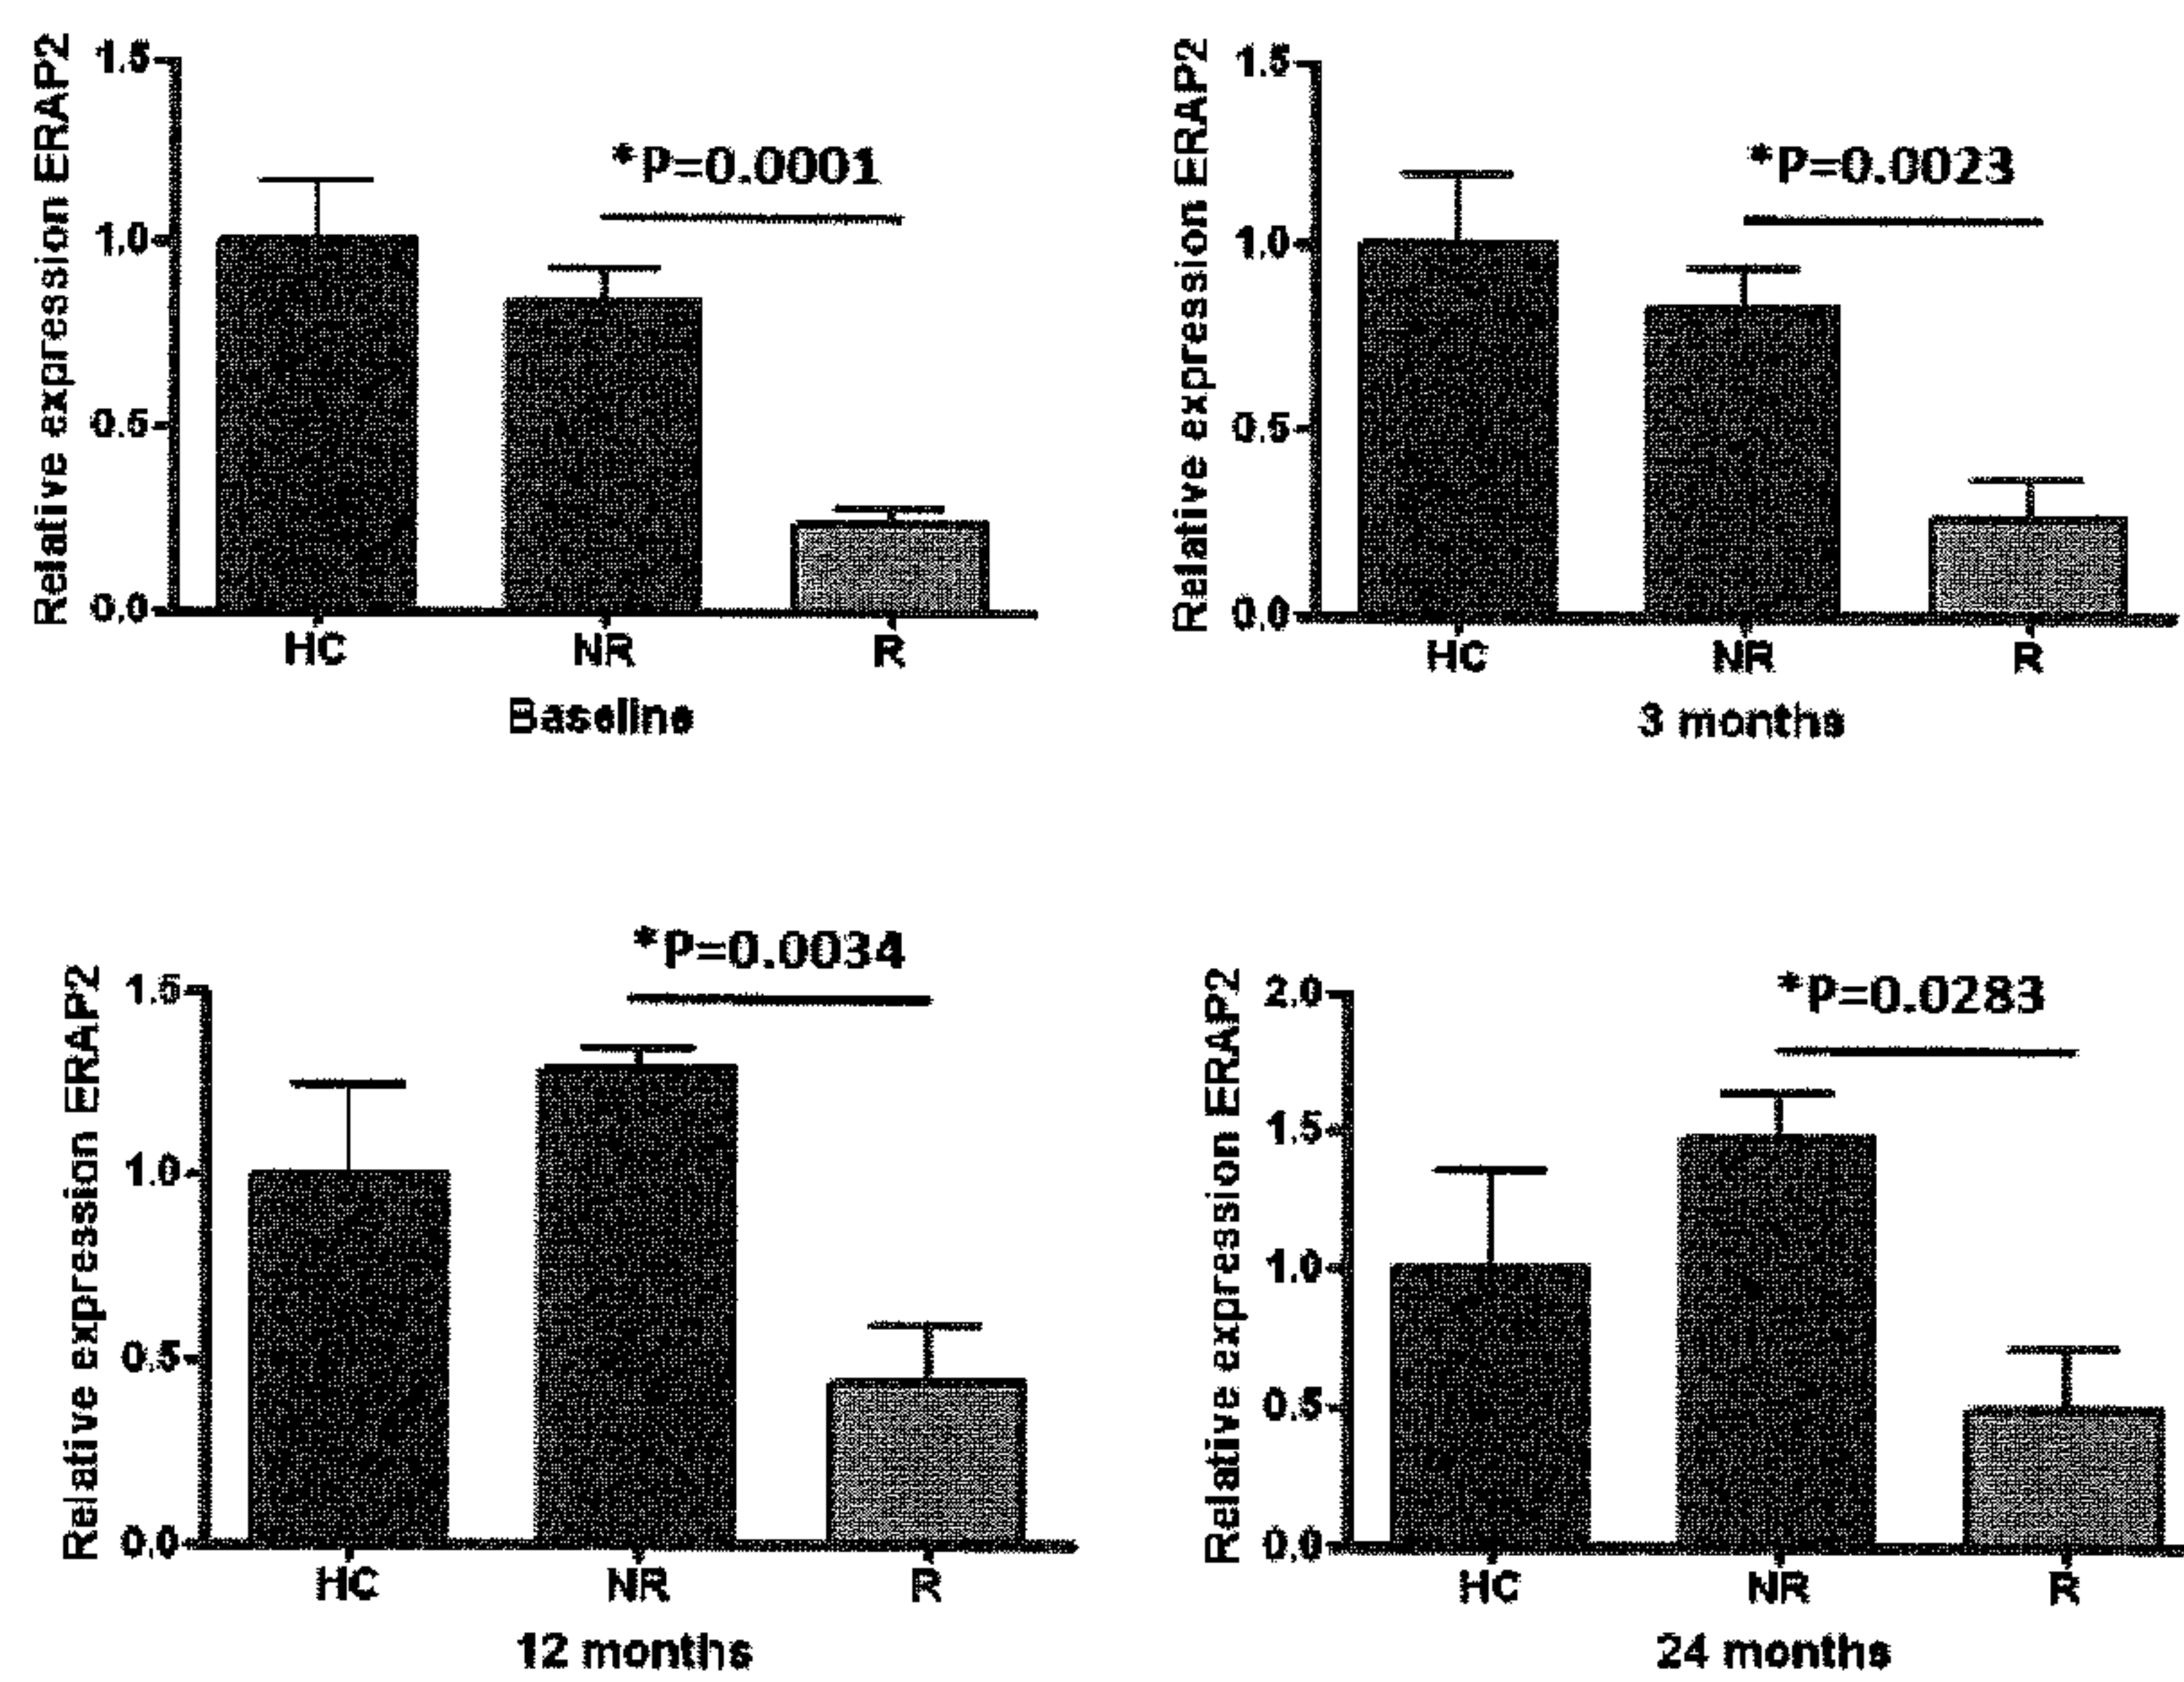 Relative expression ERAP2
1.5
1.0
0.5
0.0
*P=0.0001
HC NR R
Baseline
Relative expression ERAP2
1.5
1.0
0.5
0.0
*P=0.0023
HC NR R
3 months
Relative expression ERAP2
1.5
1.0
0.5
0.0
*P=0.0034
HC NR R
12 months
Relative expression ERAP2
2.0
1.5
1.0
0.5
0.0
*P=0.0283
HC NR R
24 months